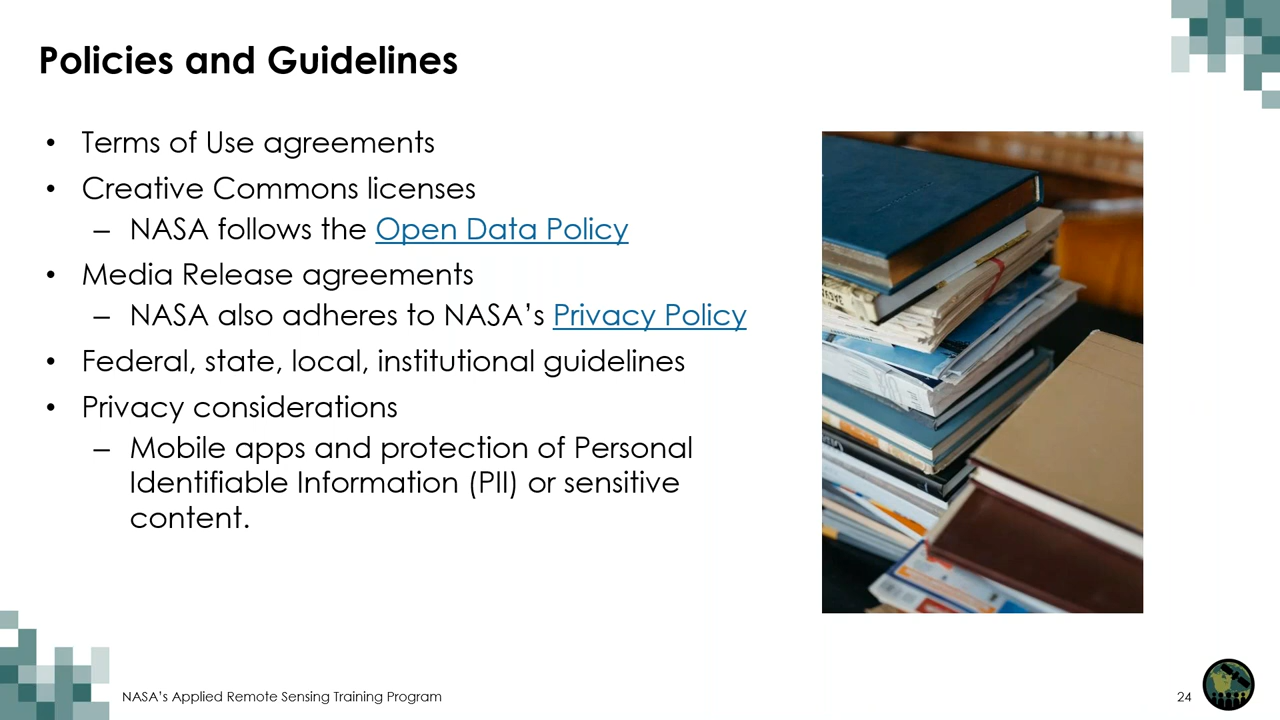 Policies and Guidelines
• Terms of Use agreements
• Creative Commons licenses
– NASA follows the Open Data Policy
• Media Release agreements
– NASA also adheres to NASA’s Privacy Policy
• Federal, state, local, institutional guidelines
• Privacy considerations
– Mobile apps and protection of Personal
Identifiable Information (PII) or sensitive
content.
NASA’s Applied Remote Sensing Training Program
24